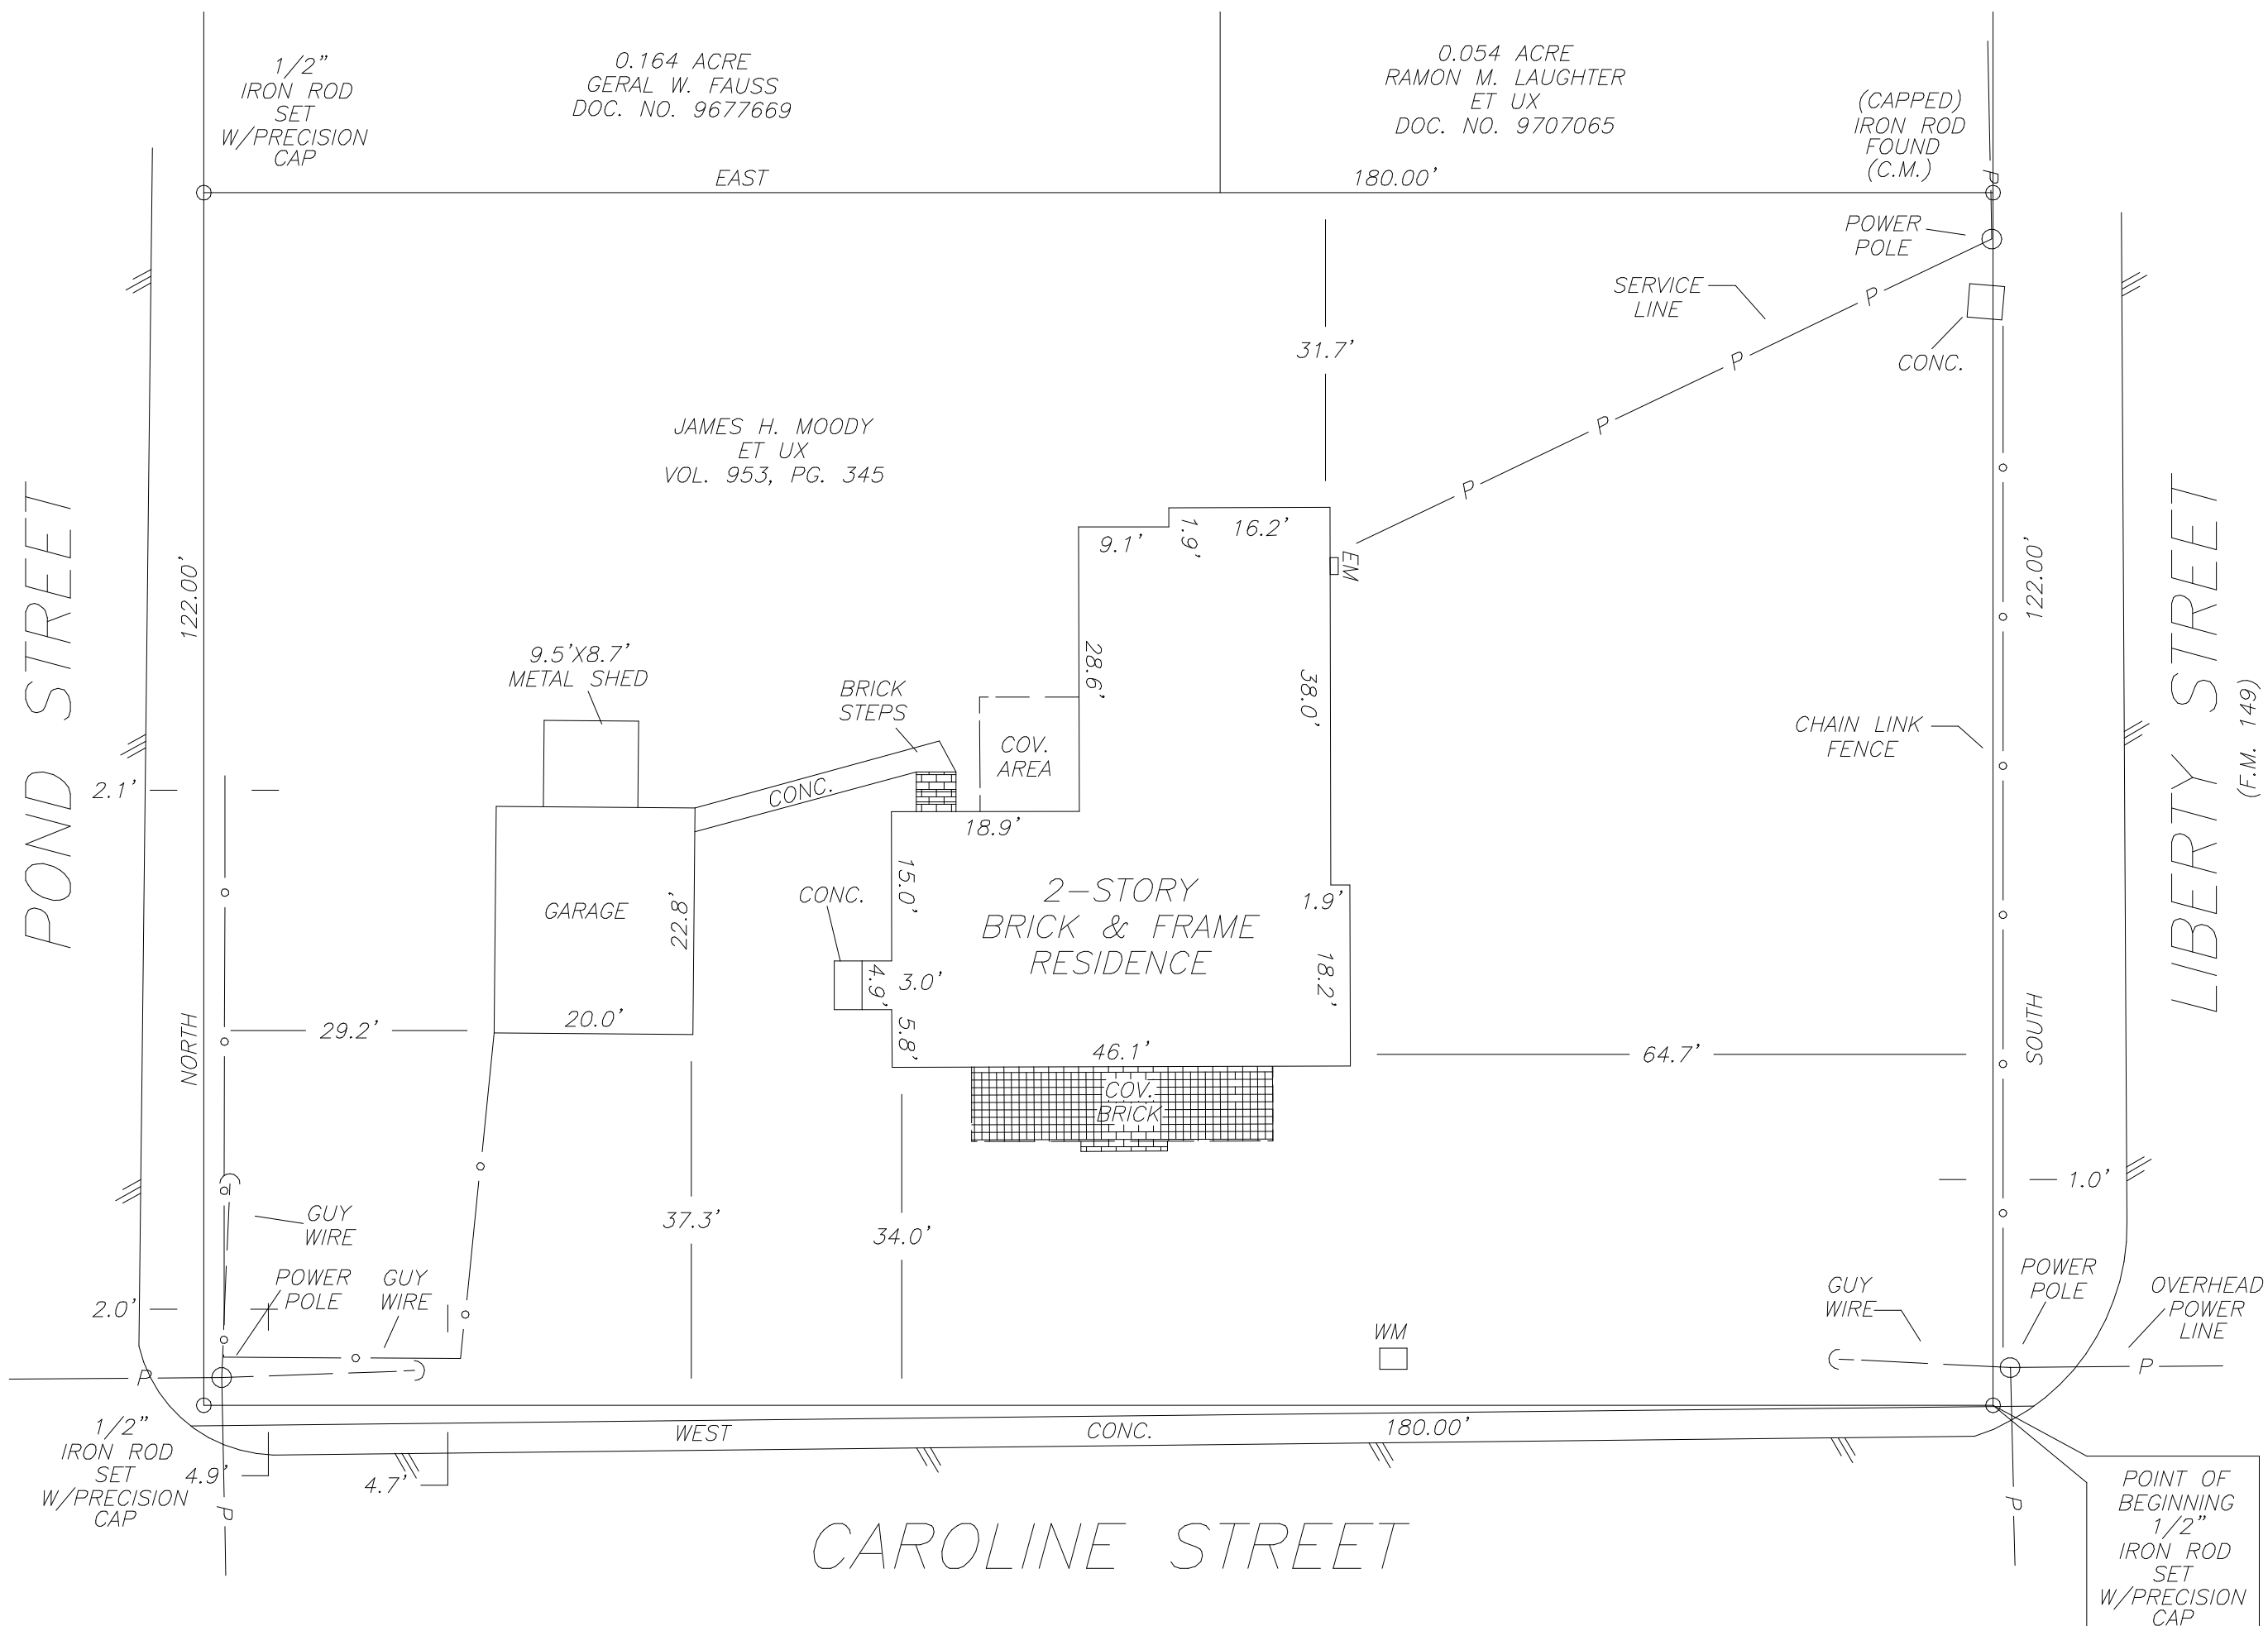 1/2"
IRON ROD
SET
W/PRECISION
CAP
0.164 ACRE
GERAL W. FAUSS
DOC. NO. 9677669
0.054 ACRE
RAMON M. LAUGHTER
ET UX
DOC. NO. 9707065
(CAPPED)
IRON ROD
FOUND
(C.M.)
EAST
180.00'
P
POWER
POLE
SERVICE
LINE
P
CONC.
P
P
P
31.7'
JAMES H. MOODY
ET UX
VOL. 953, PG. 345
POND STREET
122.00'
NORTH
9.1'
1.9'
16.2'
EM
28.6'
38.0'
122.00'
SOUTH
LIBERTY STREET
(F.M. 149)
9.5'X8.7'
METAL SHED
BRICK
STEPS
COV.
AREA
CHAIN LINK
FENCE
2.1'
CONC.
18.9'
GARAGE
22.8'
20.0'
29.2'
CONC.
15.0'
4.9'
3.0'
5.8'
2-STORY
BRICK & FRAME
RESIDENCE
1.9'
18.2'
46.1'
64.7'
COV.
BRICK
1.0'
37.3'
34.0'
GUY
WIRE
POWER
POLE
GUY
WIRE
2.0'
P
WM
GUY
WIRE
POWER
POLE
OVERHEAD
POWER
LINE
P
1/2"
IRON ROD
SET
W/PRECISION
CAP
4.9'
4.7'
P
WEST
CONC.
180.00'
P
CAROLINE STREET
POINT OF
BEGINNING
1/2"
IRON ROD
SET
W/PRECISION
CAP